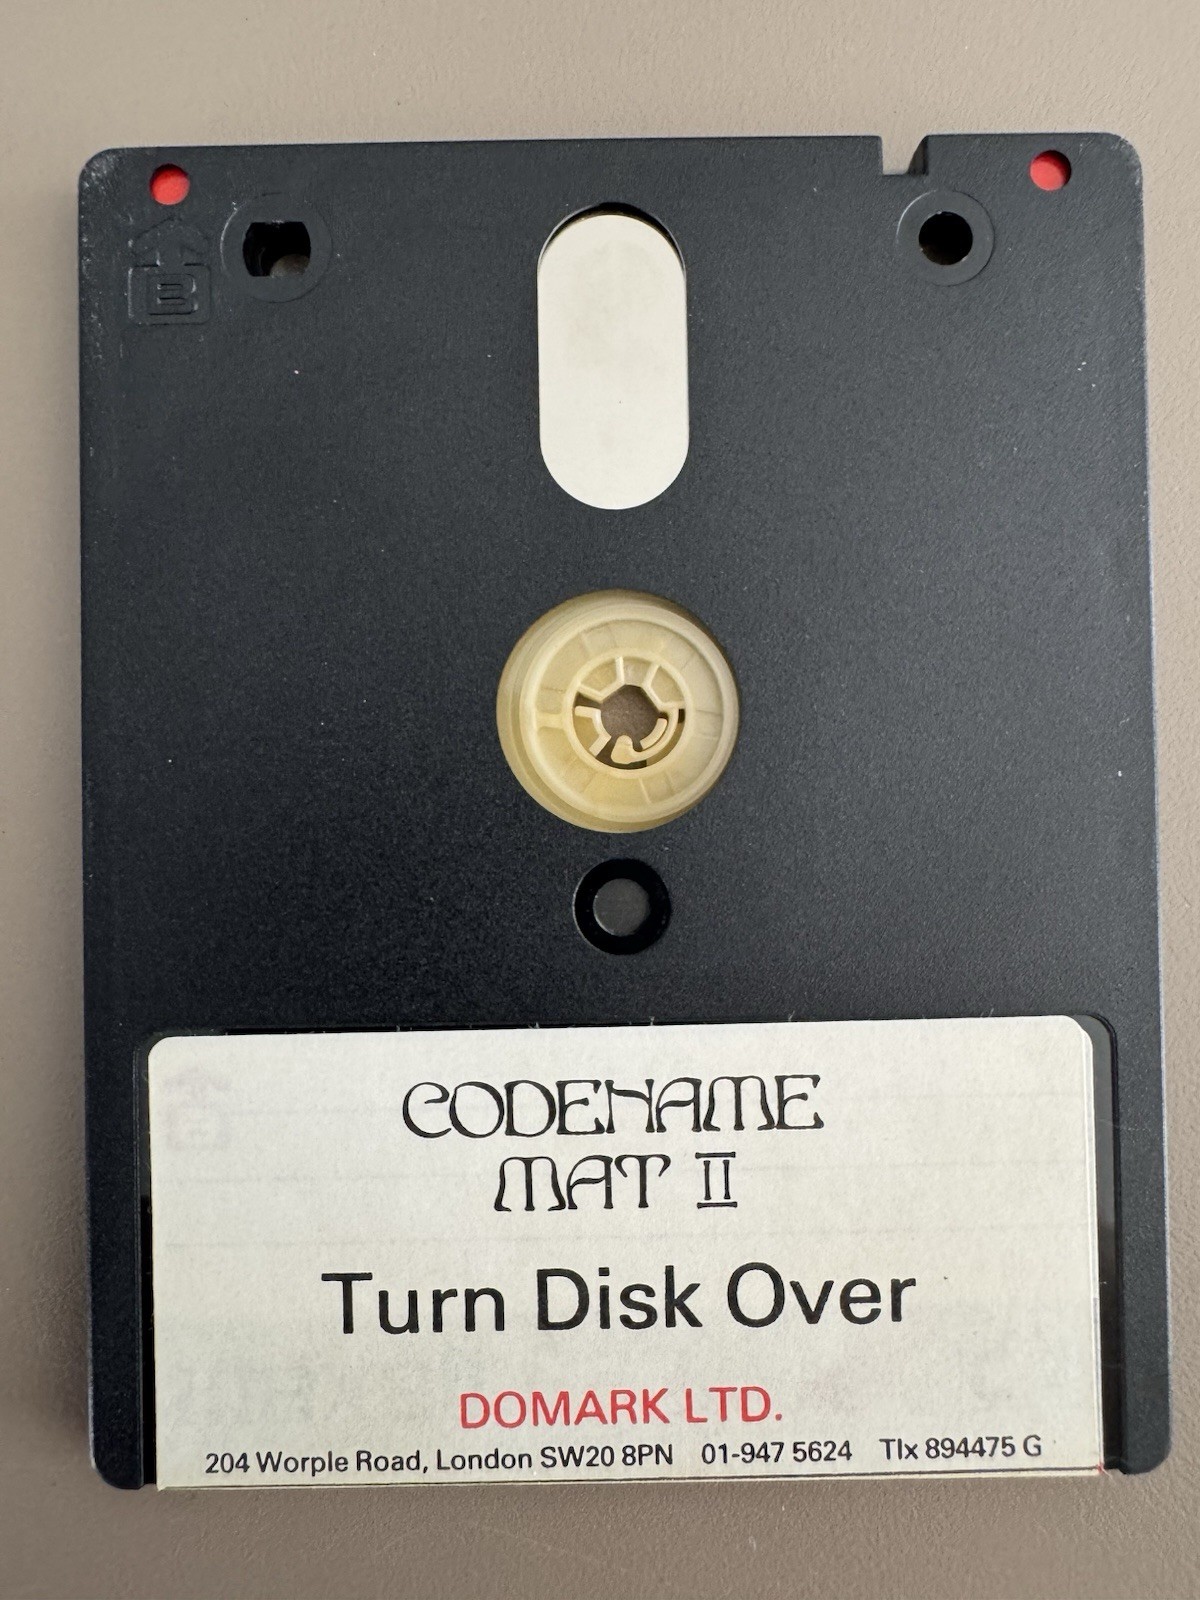 B
CODENAME
MAT II
Turn Disk Over
DOMARK LTD.
204 Worple Road, London SW20 8PN 01-947 5624 Tlx 894475 G